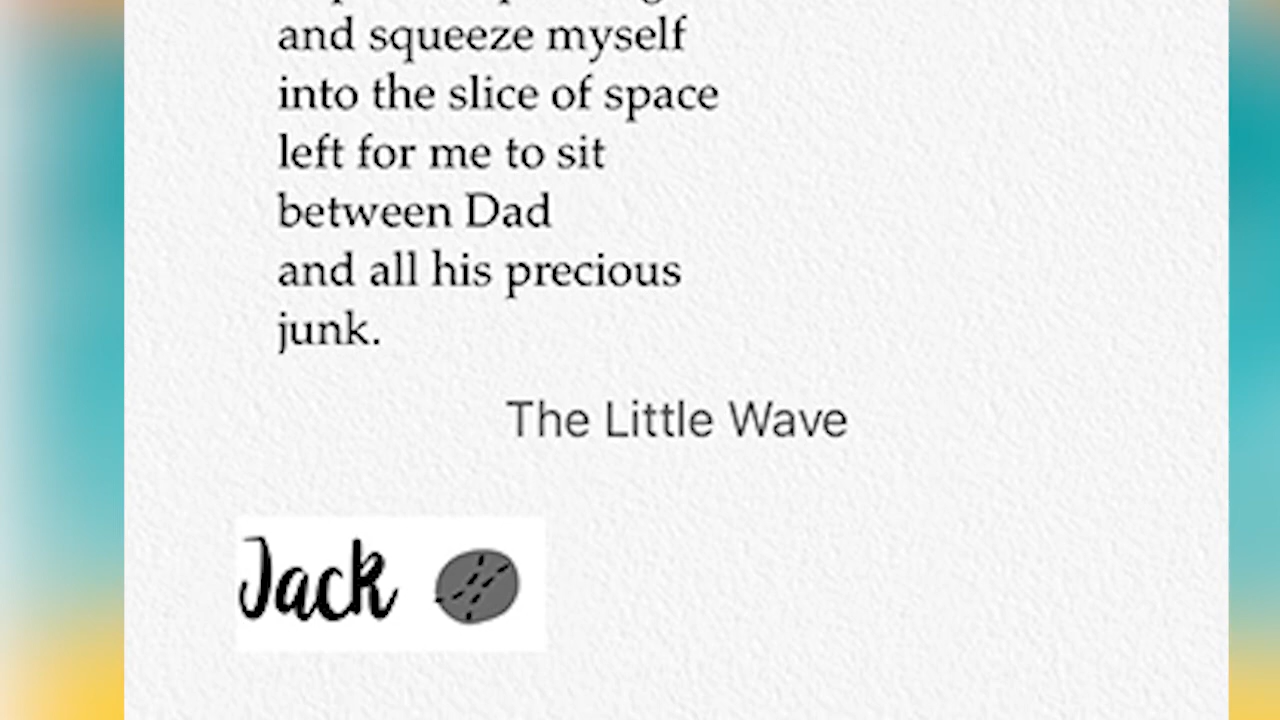 and squeeze myself
into the slice of space
left for me to sit
between Dad
and all his precious
junk.
The Little Wave
Jack